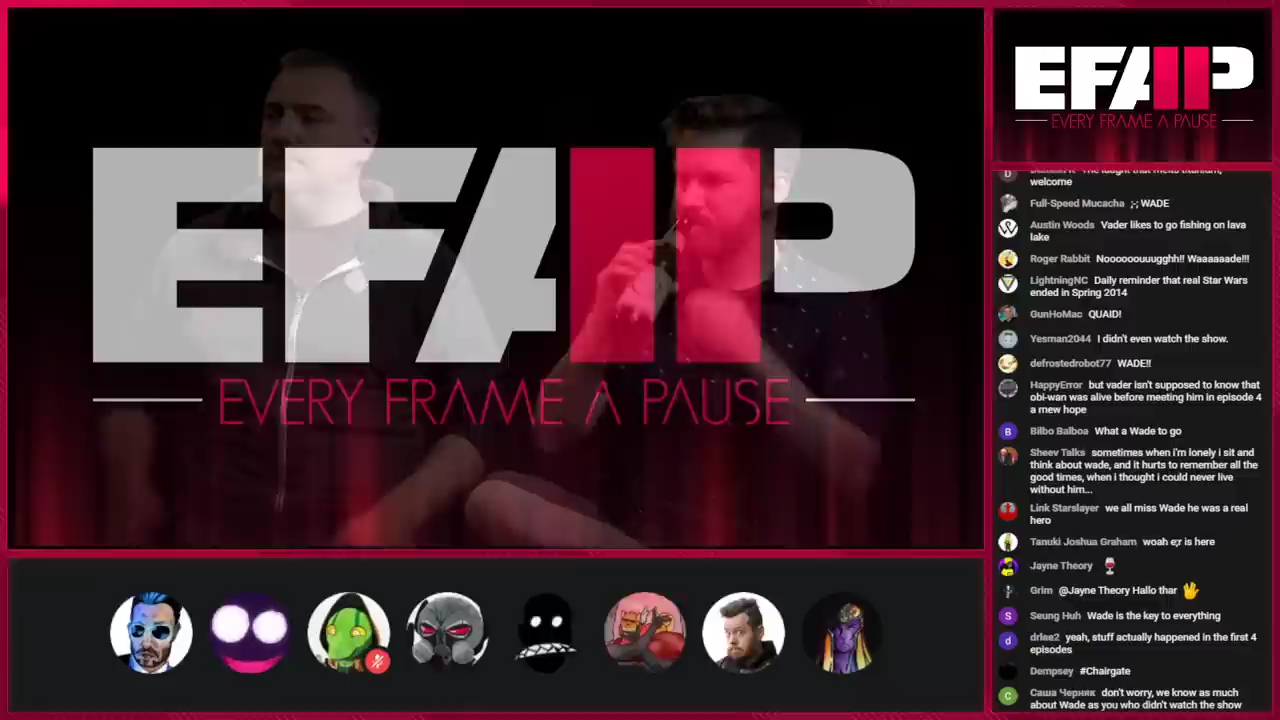 EFAP
EVERY FRAME A PAUSE
EFAP
EVERY FRAME A PAUSE
welcome
Full-Speed Mucacha ;-; WADE
Austin Woods Vader likes to go fishing on lava
lake
Roger Rabbit Nooooouuugghh!! Waaaaaade!!!
LightningNC Daily reminder that real Star Wars
ended in Spring 2014
GunHoMac QUAID!
Yesman2044 I didn't even watch the show.
defrostedrobot77 WADE!!
HappyError but vader isn't supposed to know that
obi-wan was alive before meeting him in episode 4
a mew hope
Bilbo Balboa What a Wade to go
Sheev Talks sometimes when i'm lonely i sit and
think about wade, and it hurts to remember all the
good times, when i thought i could never live
without him...
Link Starslayer we all miss Wade he was a real
hero
Tanuki Joshua Graham woah is here
Jayne Theory 🍷
Grim @Jayne Theory Hallo thar 🖖
S Seung Huh Wade is the key to everything
d drlee2 yeah, stuff actually happened in the first 4
episodes
Dempsey #Chairgate
C Саша Черняк don't worry, we know as much
about Wade as you who didn't watch the show